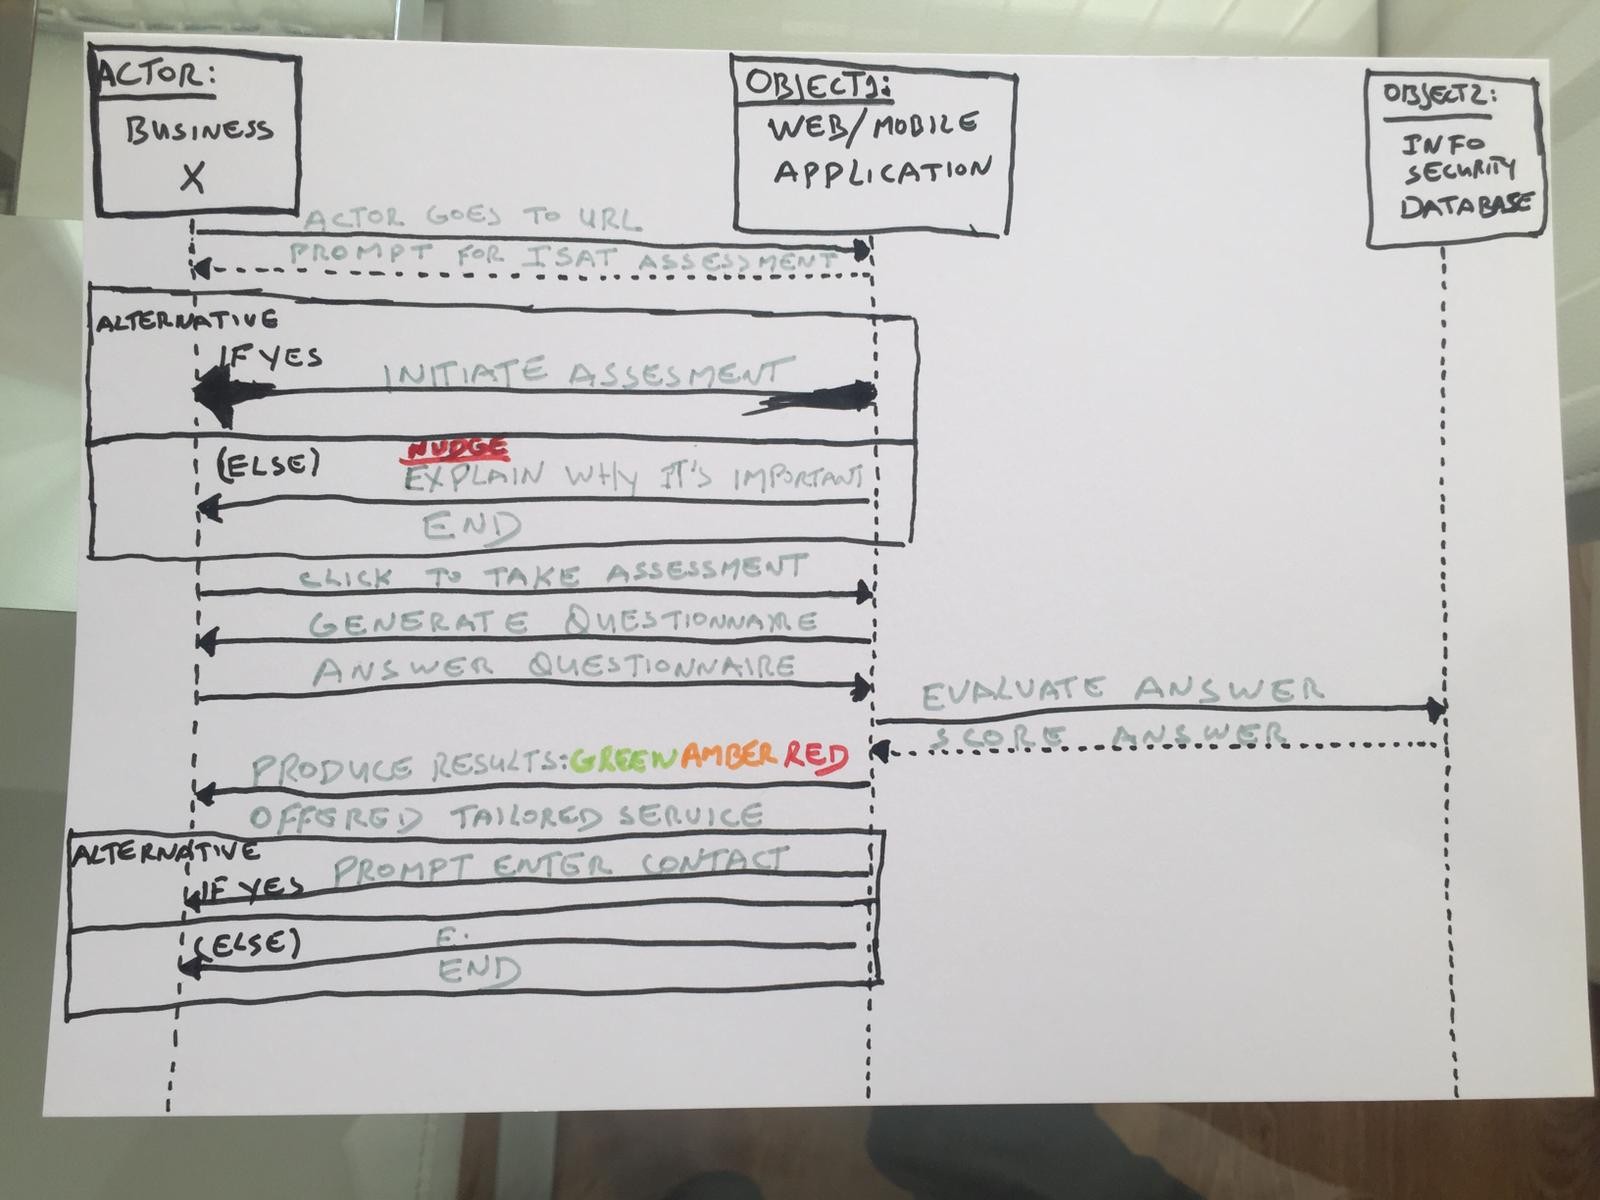 ACTOR:
BUSINESS
X
OBJECT1:
WEB/MOBILE
APPLICATION
OBJECT2:
INFO
SECURITY
DATABASE
ACTOR GOES TO URL
PROMPT FOR ISAT ASSESSMENT
ALTERNATIVE
IF YES
INITIATE ASSESMENT
(ELSE)
NUDGE
EXPLAIN WHY IT'S IMPORTANT
END
CLICK TO TAKE ASSESSMENT
GENERATE QUESTIONNAIRE
ANSWER QUESTIONNAIRE
EVALUATE ANSWER
SCORE ANSWER
PRODUCE RESULTS: GREEN AMBER RED
OFFERED TAILORED SERVICE
ALTERNATIVE
PROMPT ENTER CONTACT
IF YES
(ELSE)
E.
END